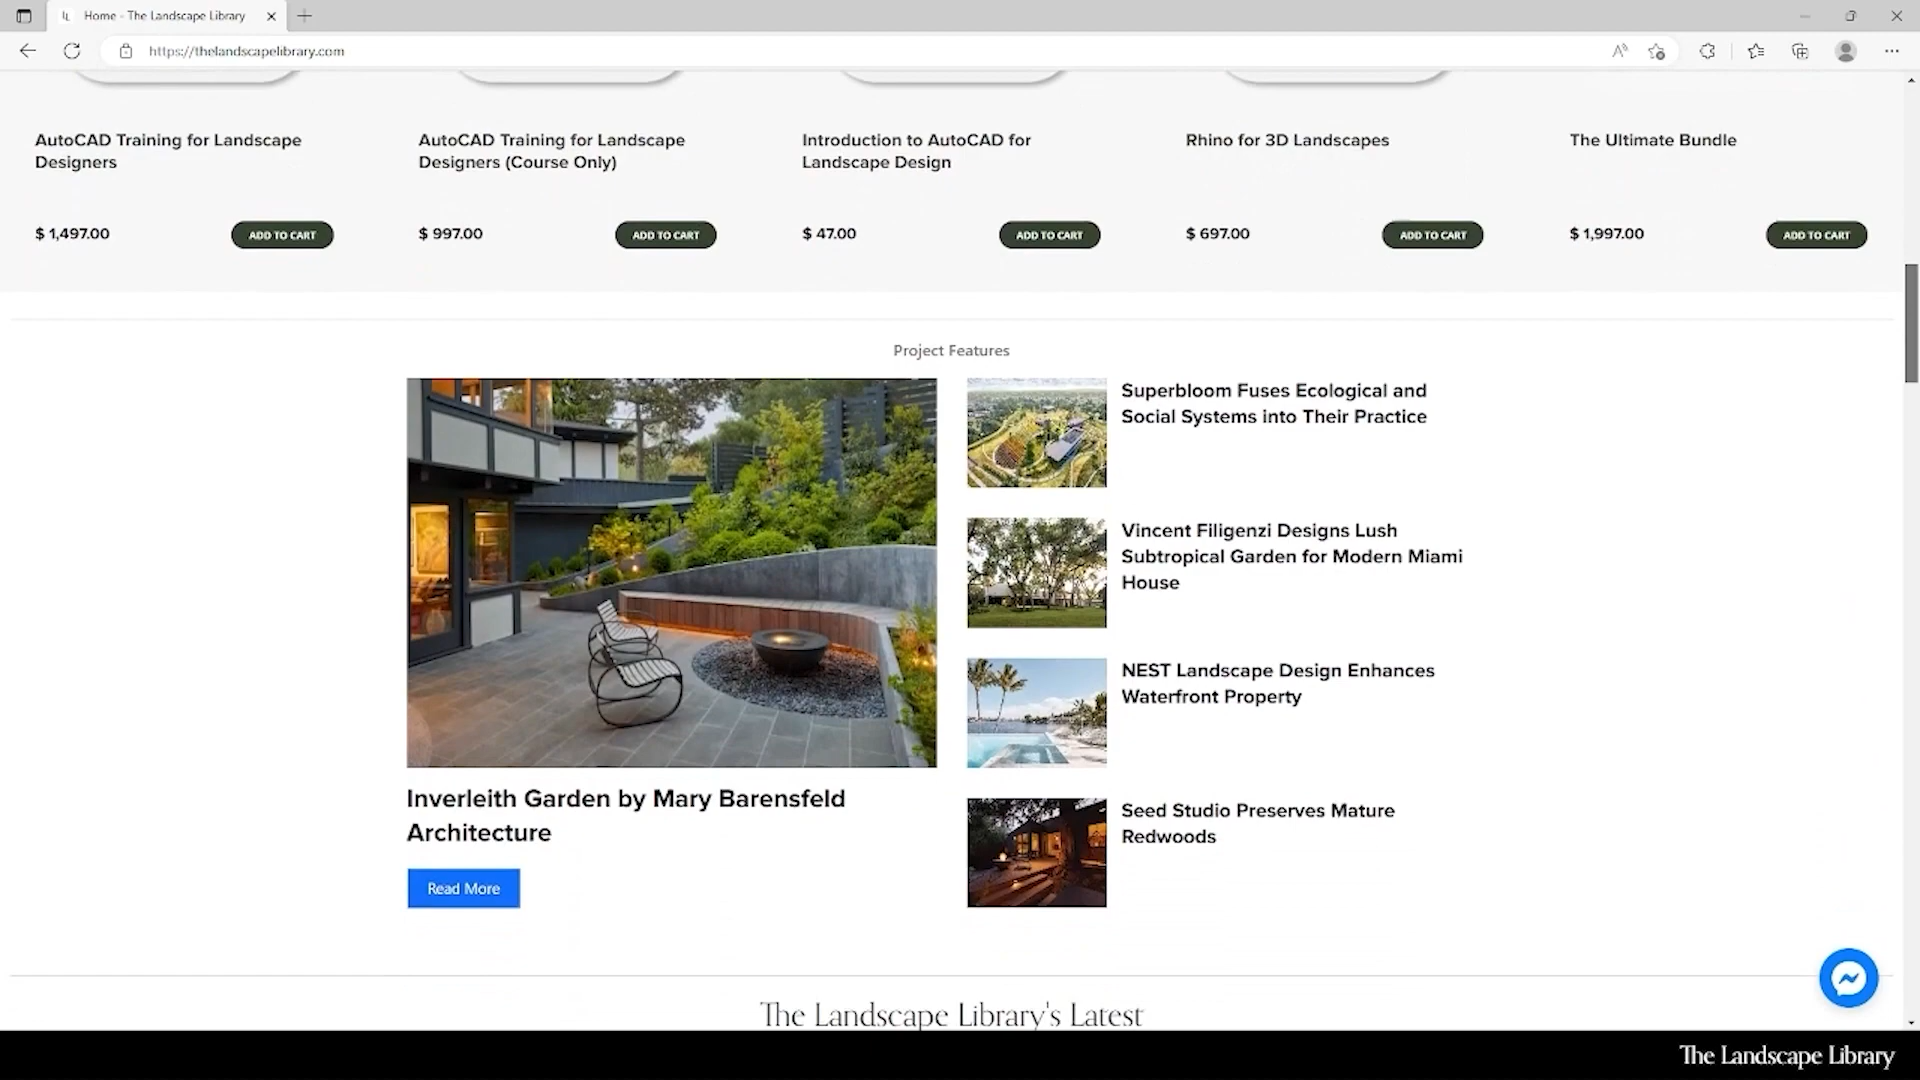 Home - The Landscape Library
https://thelandscapelibrary.com
AutoCAD Training for Landscape
Designers
$ 1,497.00
ADD TO CART
AutoCAD Training for Landscape
Designers (Course Only)
$ 997.00
ADD TO CART
Introduction to AutoCAD for
Landscape Design
$ 47.00
ADD TO CART
Rhino for 3D Landscapes
$ 697.00
ADD TO CART
The Ultimate Bundle
$ 1,997.00
ADD TO CART
Project Features
Inverleith Garden by Mary Barensfeld
Architecture
Read More
Superbloom Fuses Ecological and
Social Systems into Their Practice
Vincent Filigenzi Designs Lush
Subtropical Garden for Modern Miami
House
NEST Landscape Design Enhances
Waterfront Property
Seed Studio Preserves Mature
Redwoods
The Landscape Library's Latest
The Landscape Library